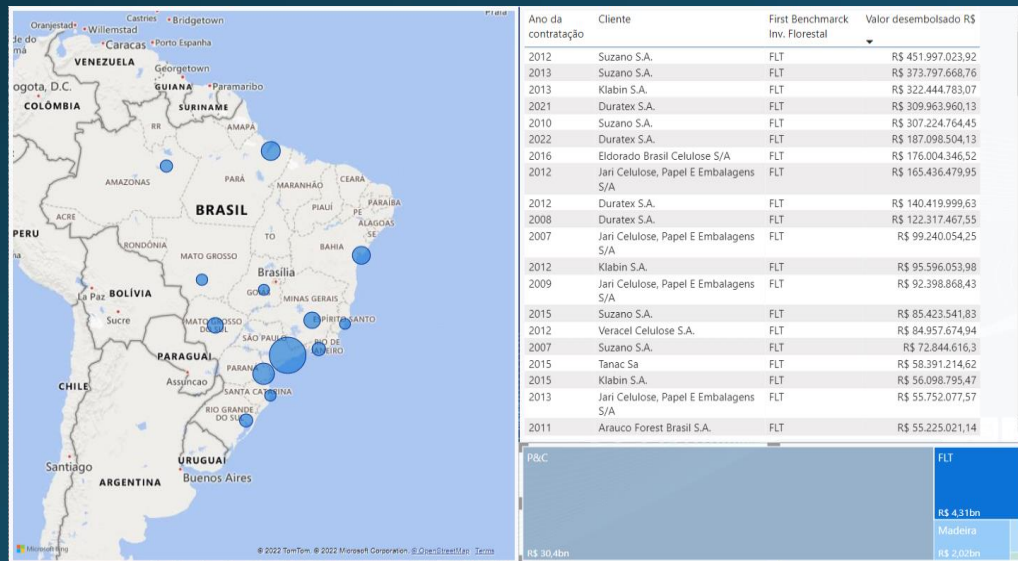 Praia
Castries
Bridgetown
Oranjestad
Willemstad
Caracas
Porto Espanha
VENEZUELA
Georgetown
Paramaribo
GUIANA
ogota, D.C.
SURINAME
COLÔMBIA
RR
AMAPÁ
AMAZONAS
PARÁ
MARANHÃO
CEARÁ
ACRE
BRASIL
PIAUÍ
PARAÍBA
PE
ALAGOAS
SE
PERU
RONDÔNIA
TO
BAHIA
MATO GROSSO
Brasília
La Paz
BOLÍVIA
GOIÁS
MINAS GERAIS
Sucre
MATO GROSSO
DO SUL
ESPÍRITO SANTO
SÃO PAULO
RIO DE
JANEIRO
PARAGUAI
PARANÁ
Assuncao
CHILE
SANTA CATARINA
RIO GRANDE
DO SUL
URUGUAI
Santiago
Buenos Aires
ARGENTINA
Microsoft Bing
© 2022 TomTom, © 2022 Microsoft Corporation, © OpenStreetMap Terms
Ano da contratação Cliente First Benchmarck Inv. Florestal Valor desembolsado R$
2012 Suzano S.A. FLT R$ 451.997.023,92
2013 Suzano S.A. FLT R$ 373.797.668,76
2013 Klabin S.A. FLT R$ 322.444.783,07
2021 Duratex S.A. FLT R$ 309.963.960,13
2010 Suzano S.A. FLT R$ 307.224.764,45
2022 Duratex S.A. FLT R$ 187.098.504,13
2016 Eldorado Brasil Celulose S/A FLT R$ 176.004.346,52
2012 Jari Celulose, Papel E Embalagens S/A FLT R$ 165.436.479,95
2012 Duratex S.A. FLT R$ 140.419.999,63
2008 Duratex S.A. FLT R$ 122.317.467,55
2007 Jari Celulose, Papel E Embalagens S/A FLT R$ 99.240.054,25
2012 Klabin S.A. FLT R$ 95.596.053,98
2009 Jari Celulose, Papel E Embalagens S/A FLT R$ 92.398.868,43
2015 Suzano S.A. FLT R$ 85.423.541,83
2012 Veracel Celulose S.A. FLT R$ 84.957.674,94
2007 Suzano S.A. FLT R$ 72.844.616,3
2015 Tanac Sa FLT R$ 58.391.214,62
2015 Klabin S.A. FLT R$ 56.098.795,47
2013 Jari Celulose, Papel E Embalagens S/A FLT R$ 55.752.077,57
2011 Arauco Forest Brasil S.A. FLT R$ 55.225.021,14
P&C
R$ 30,4bn
FLT
R$ 4,31bn
Madeira
R$ 2,02bn